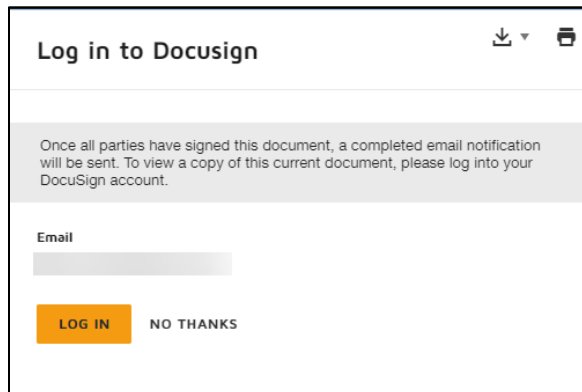 Log in to Docusign
Once all parties have signed this document, a completed email notification
will be sent. To view a copy of this current document, please log into your
DocuSign account.
Email
LOG IN NO THANKS